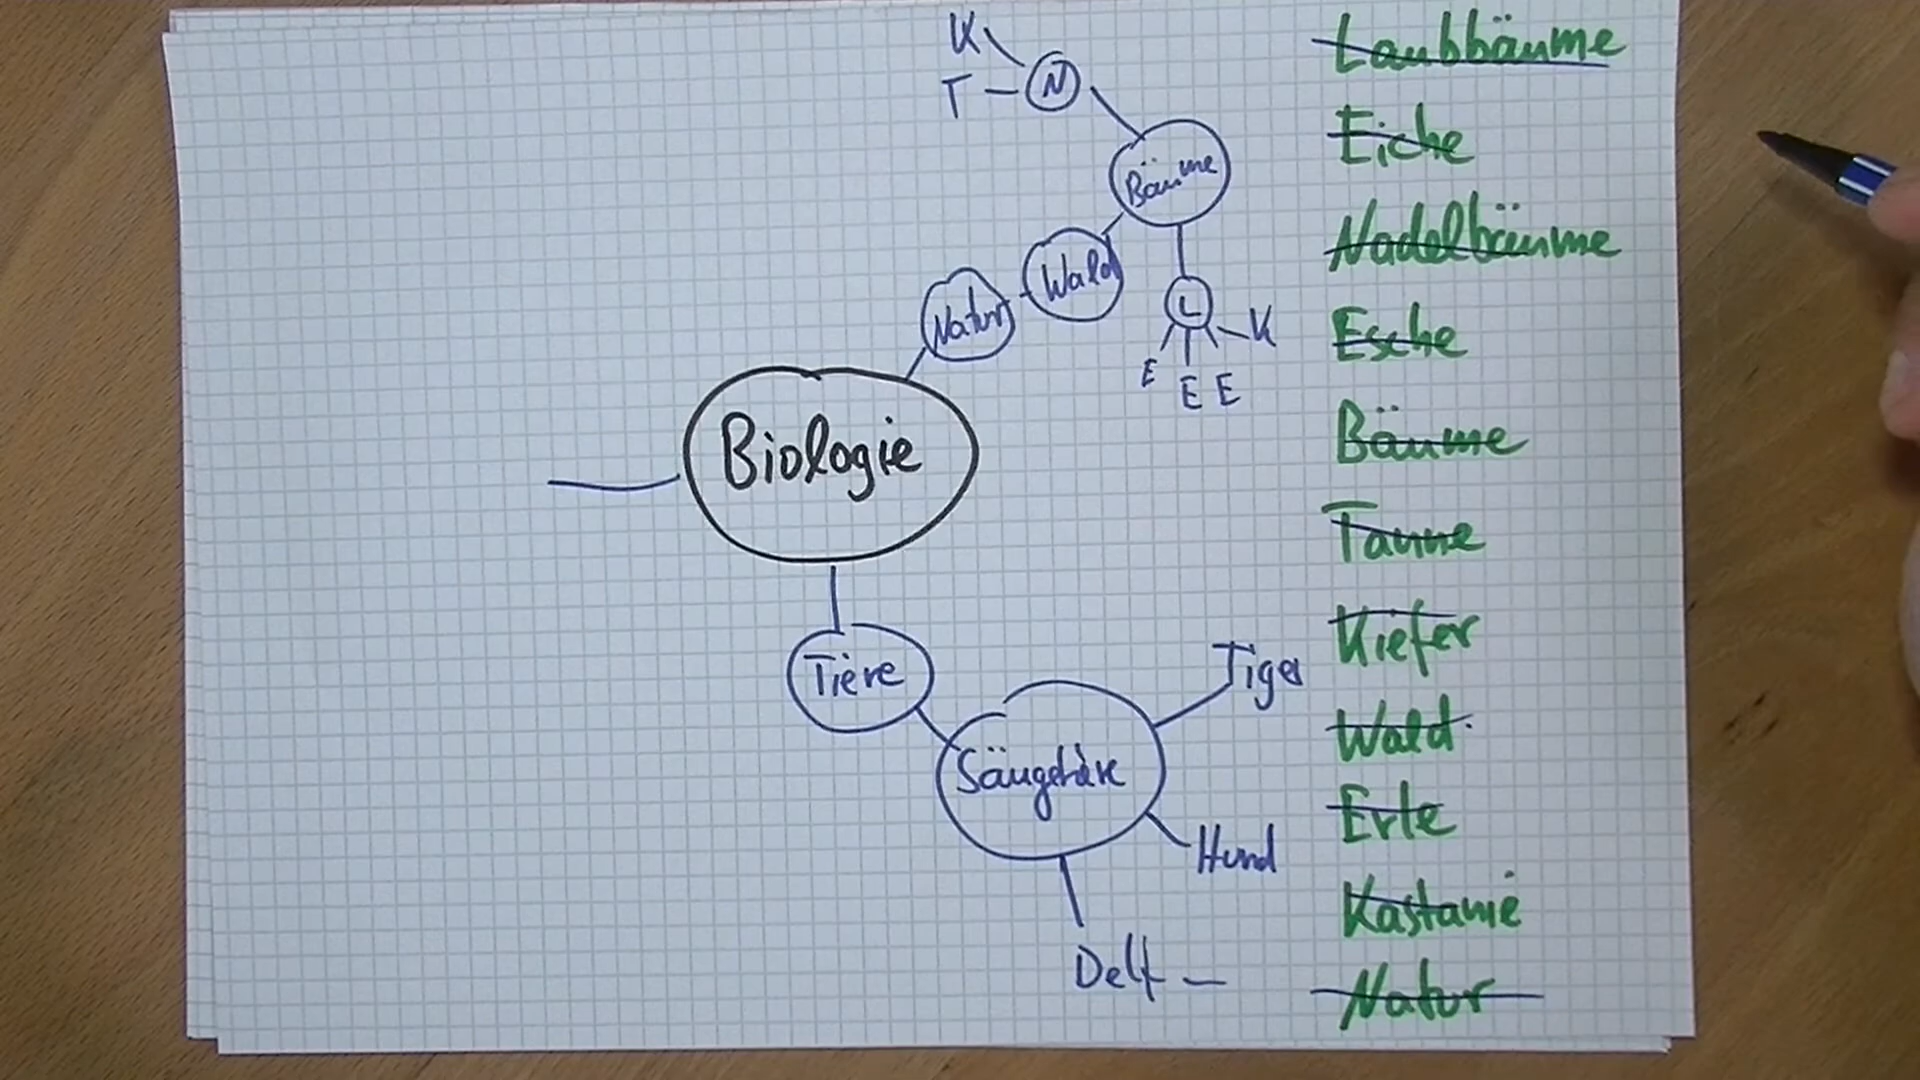 K
T
N
Bäume
Wald
Natur
L
K
E
E
E
Biologie
Tiere
Säugetiere
Tiger
Hund
Delf
Laubbäume
Eiche
Nadelbäume
Esche
Bäume
Tanne
Kiefer
Wald
Erle
Kastanie
Natur